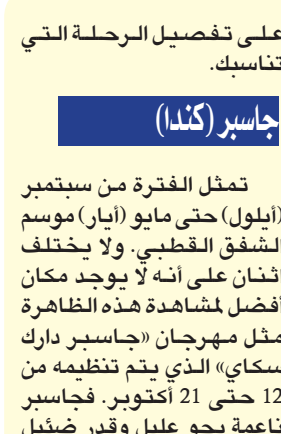 على تفصيل الرحلة التي
تناسبك.
جاسبر (كندا)
تمثل الفترة من سبتمبر
(أيلول) حتى مايو (أيار) موسم
الشفق القطبي. ولا يختلف
اثنان على أنه لا يوجد مكان
أفضل لمشاهدة هذه الظاهرة
مثل مهرجان «جاسبر دارك
سكاي» الذي يتم تنظيمه من
12 حتى 21 أكتوبر. فجاسبر
ناعمة بجو عليل وقدر ضئيل